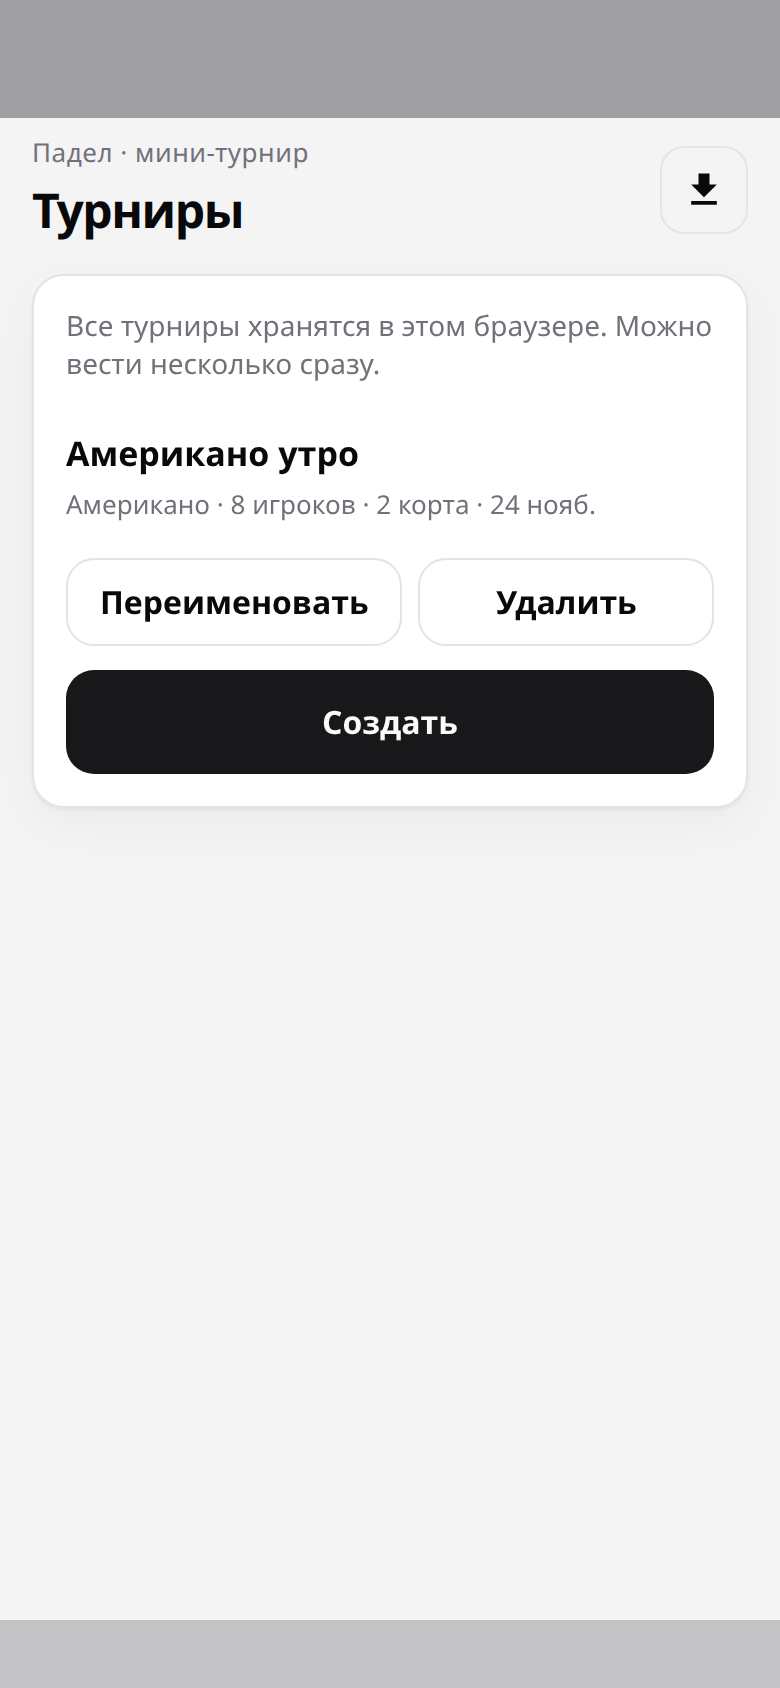 Падел · мини-турнир
Турниры
Все турниры хранятся в этом браузере. Можно
вести несколько сразу.
Американо утро
Американо · 8 игроков · 2 корта · 24 нояб.
Переименовать
Удалить
Создать